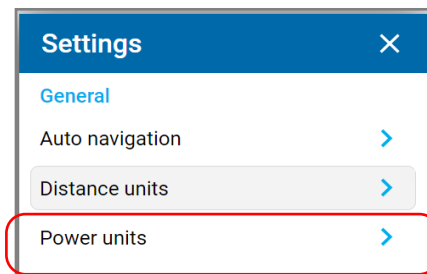 Settings
General
Auto navigation
Distance units
Power units